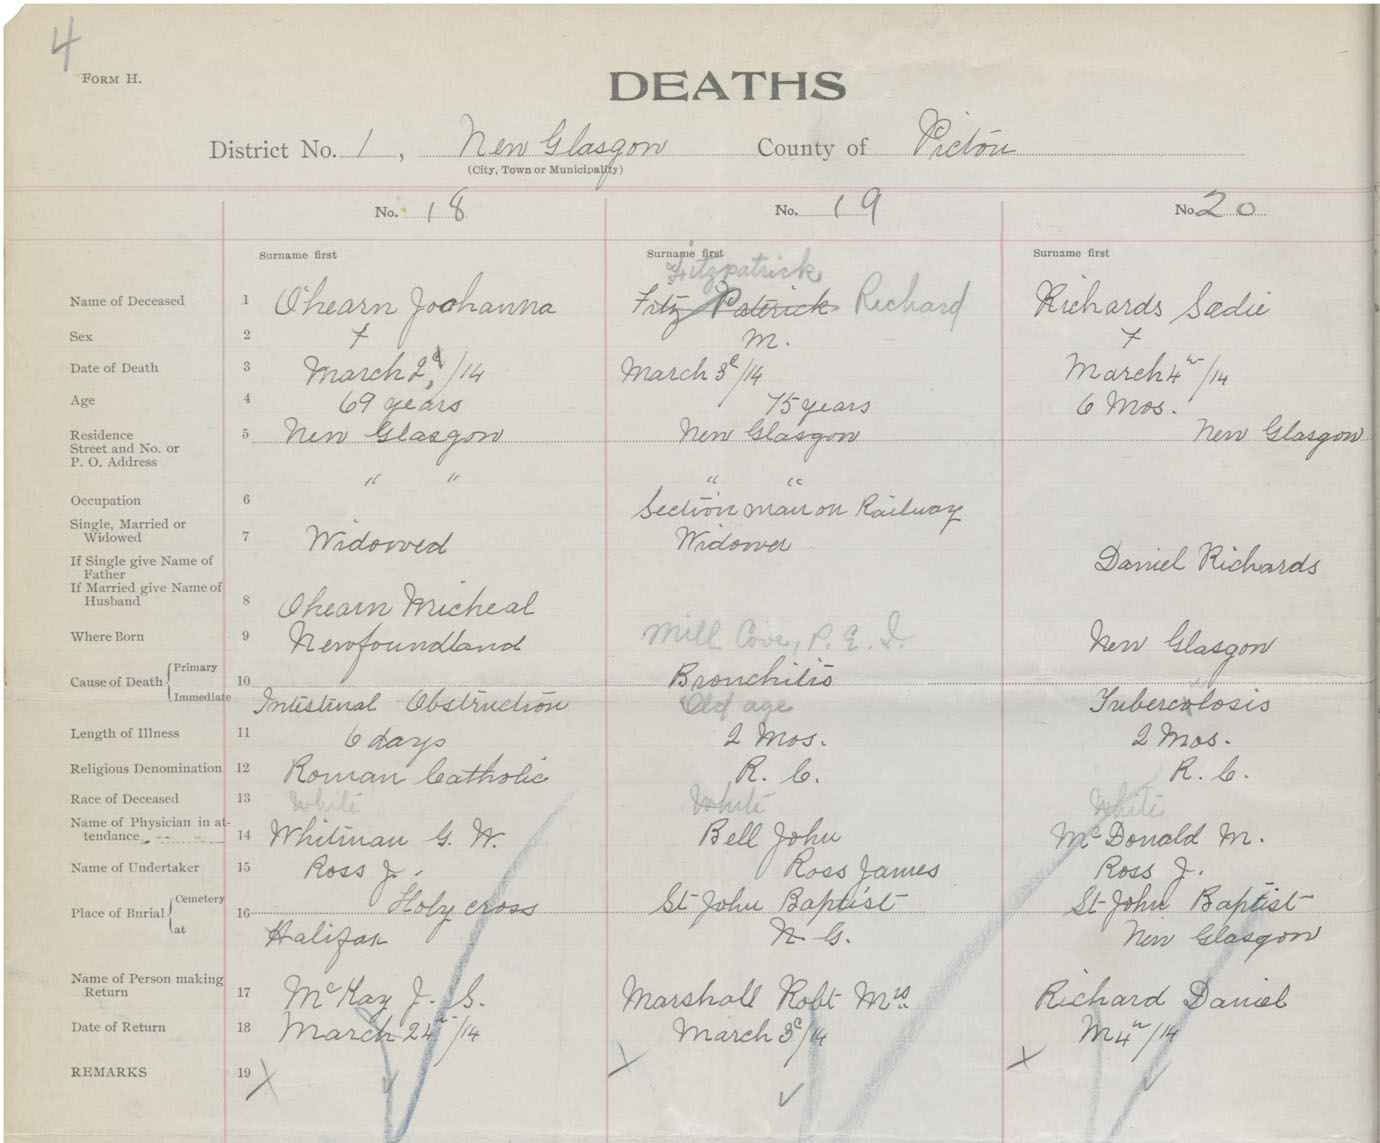 4
FORM H.
DEATHS
District No. 1, New Glasgow County of Pictou
(City, Town or Municipality)
No. 18 No. 19 No. 20
Surname first Surname first Surname first
Fitzpatrick
Name of Deceased 1 O'hearn Joohanna Fitz Paterick Richard Richards Sadie
Sex 2 f m. f
Date of Death 3 March 2d/14 March 3d/14 March 4th/14
Age 4 69 years 75 years 6 Mos.
Residence 5 New Glasgow New Glasgow New Glasgow
Street and No. or
P. O. Address
" " " "
Occupation 6 Section man on Railway
Single, Married or
Widowed 7 Widowed Widower
If Single give Name of
Father Daniel Richards
If Married give Name of
Husband 8 Ohearn Micheal
Where Born 9 Newfoundland Mill Cove, P. E. I. New Glasgow
Cause of Death Primary 10 Bronchitis
Immediate Intestinal Obstruction Old age Tuberculosis
Length of Illness 11 6 days 2 Mos. 2 Mos.
Religious Denomination 12 Roman Catholic R. C. R. C.
Race of Deceased 13 White White White
Name of Physician in at-
tendance 14 Whitman G. W. Bell John McDonald M.
Name of Undertaker 15 Ross J. Ross James Ross J.
Place of Burial Cemetery 16 Holy cross St John Baptist St John Baptist
at Halifax N. G. New Glasgow
Name of Person making
Return 17 McKay J. S. Marshall Robt Mrs Richard Daniel
Date of Return 18 March 24th/14 March 3d/14 M 4th/14
REMARKS 19 X X X